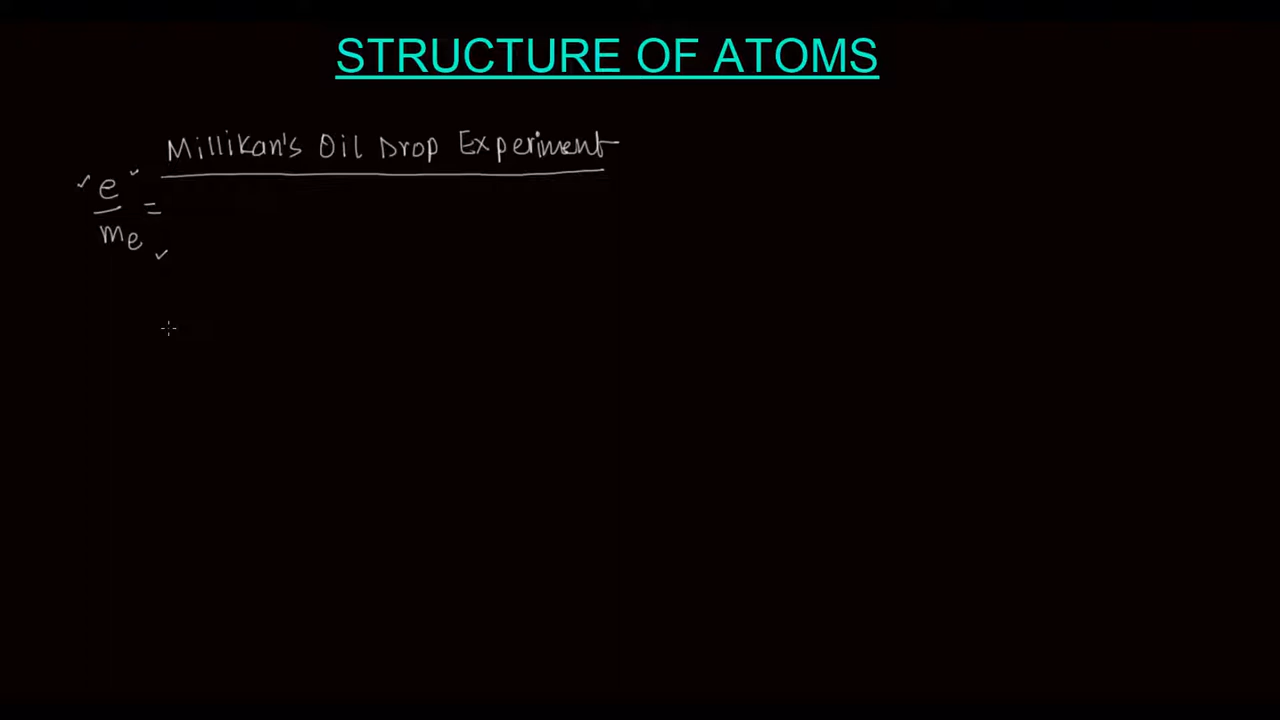 STRUCTURE OF ATOMS
Millikan's Oil Drop Experiment
e
me =